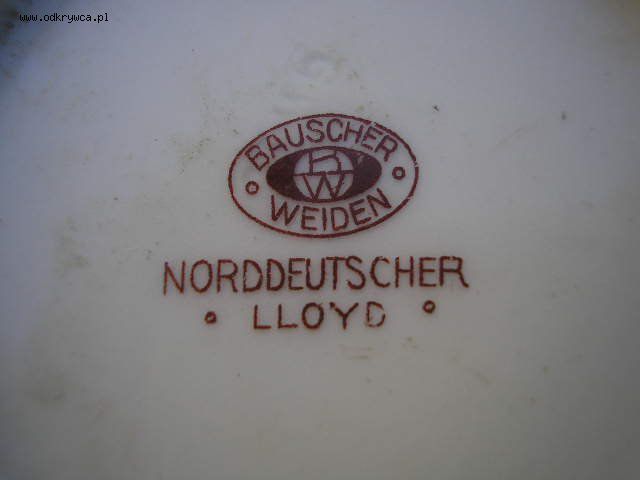 www.odkrywca.pl
BAUSCHER
BW
WEIDEN
NORDDEUTSCHER
LLOYD